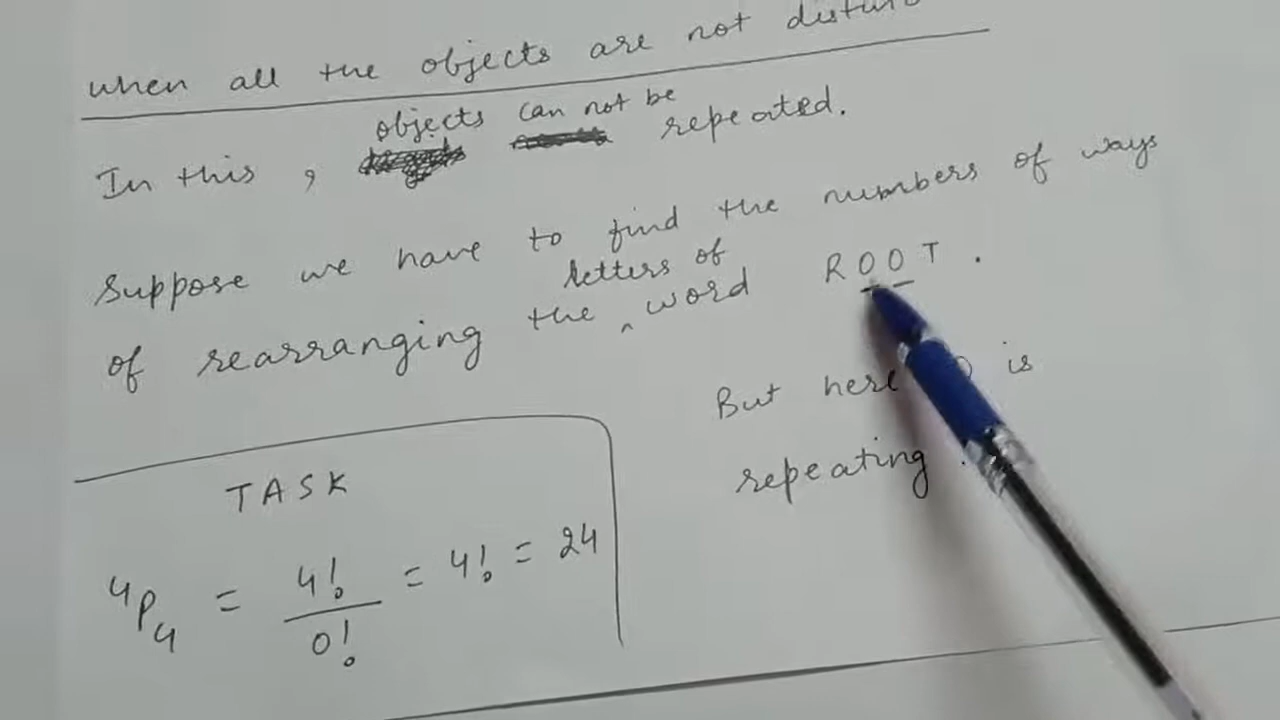 when all the objects are not
In this , objects can not be repeated.
Suppose we have to find the numbers of ways
of rearranging the ^ letters of word ROOT .
But here O is
repeating .
TASK
⁴P₄ = 4!/0! = 4! = 24